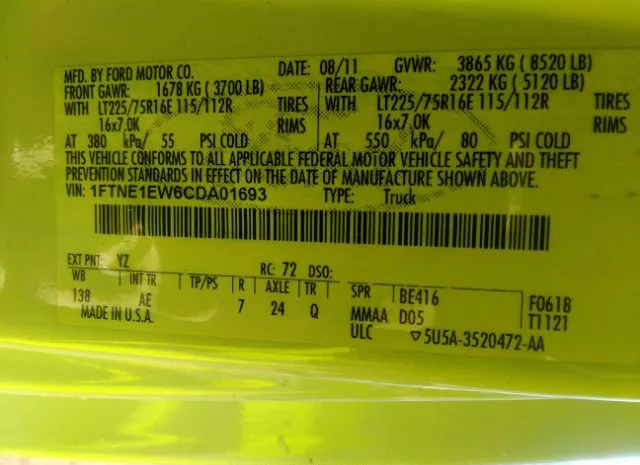 MFD. BY FORD MOTOR CO. DATE: 08/11 GVWR: 3865 KG ( 8520 LB)
FRONT GAWR: 1678 KG ( 3700 LB) REAR GAWR: 2322 KG ( 5120 LB)
WITH LT225/75R16E 115/112R TIRES WITH LT225/75R16E 115/112R TIRES
16x7.0K RIMS 16x7.0K RIMS
AT 380 kPa/ 55 PSI COLD AT 550 kPa/ 80 PSI COLD
THIS VEHICLE CONFORMS TO ALL APPLICABLE FEDERAL MOTOR VEHICLE SAFETY AND THEFT
PREVENTION STANDARDS IN EFFECT ON THE DATE OF MANUFACTURE SHOWN ABOVE.
VIN: 1FTNE1EW6CDA01693 TYPE: Truck
EXT PNT: YZ RC: 72 DSO:
WB INT TR TP/PS R AXLE TR SPR BE416 F061B
138 AE 7 24 Q MMAA D05 T1121
MADE IN U.S.A. ULC ▽5U5A-3520472-AA